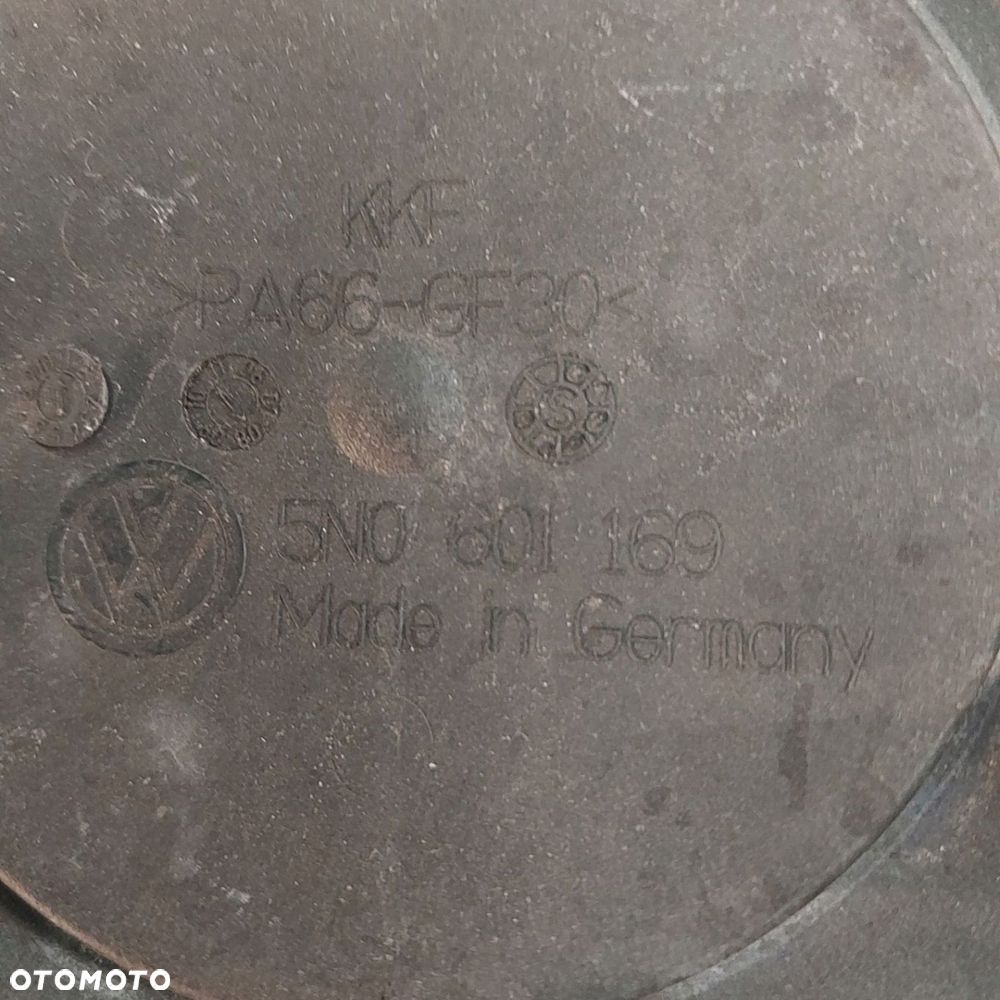 KKF
>PA66-GF30<
5N0 601 169
Made in Germany
OTOMOTO